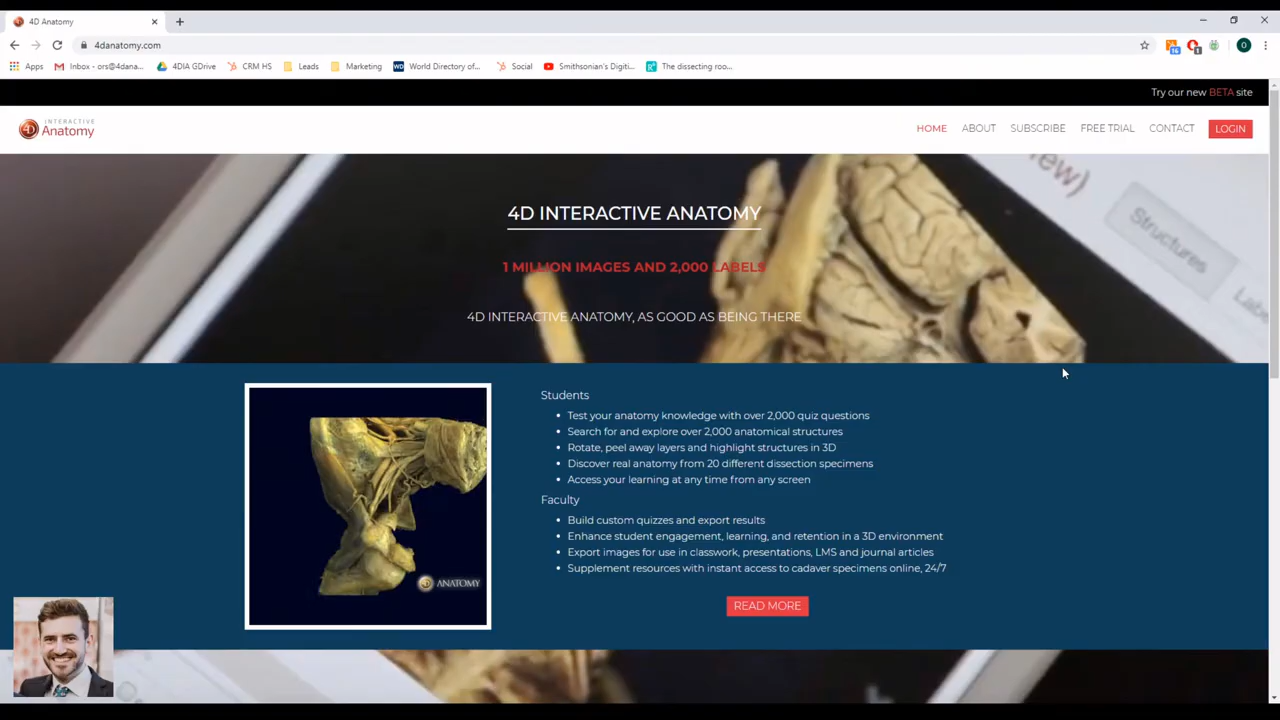 4D Anatomy
4danatomy.com
16
1
O
Apps
Inbox - ors@4dana...
4DIA GDrive
CRM HS
Leads
Marketing
WD
World Directory of...
Social
Smithsonian's Digiti...
The dissecting roo...
Try our new BETA site
4D INTERACTIVE Anatomy
HOME
ABOUT
SUBSCRIBE
FREE TRIAL
CONTACT
LOGIN
view)
Structures
4D INTERACTIVE ANATOMY
1 MILLION IMAGES AND 2,000 LABELS
4D INTERACTIVE ANATOMY, AS GOOD AS BEING THERE
Students
• Test your anatomy knowledge with over 2,000 quiz questions
• Search for and explore over 2,000 anatomical structures
• Rotate, peel away layers and highlight structures in 3D
• Discover real anatomy from 20 different dissection specimens
• Access your learning at any time from any screen
Faculty
• Build custom quizzes and export results
• Enhance student engagement, learning, and retention in a 3D environment
• Export images for use in classwork, presentations, LMS and journal articles
• Supplement resources with instant access to cadaver specimens online, 24/7
4D ANATOMY
READ MORE